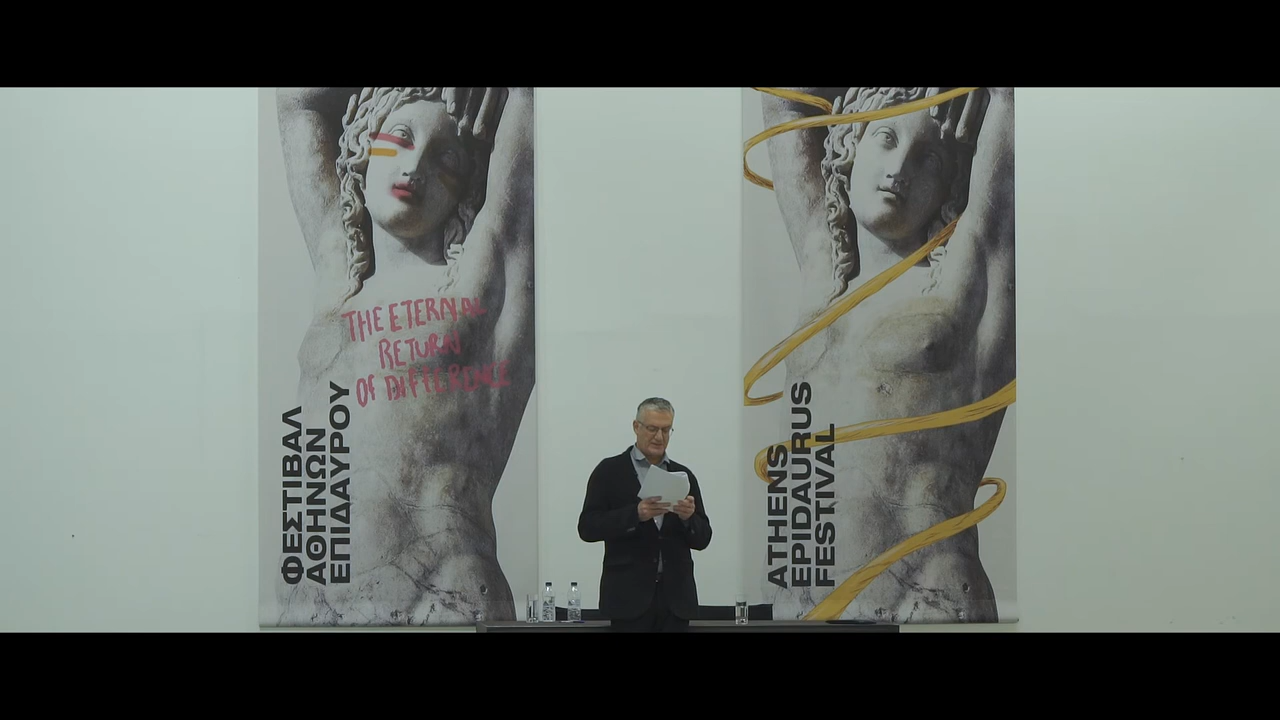 THE ETERNAL
RETURN
OF DIFFERENCE
ΦΕΣΤΙΒΑΛ
ΑΘΗΝΩΝ
ΕΠΙΔΑΥΡΟΥ
ATHENS
EPIDAURUS
FESTIVAL